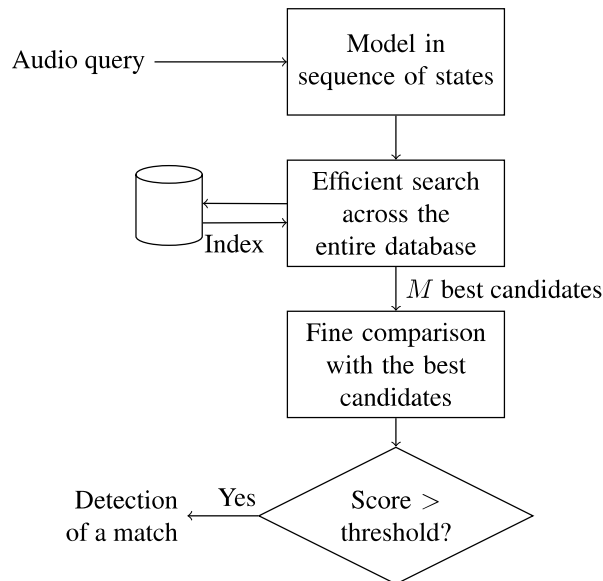 Audio query
Model in
sequence of states
Efficient search
across the
entire database
Index
M best candidates
Fine comparison
with the best
candidates
Score >
threshold?
Yes
Detection
of a match